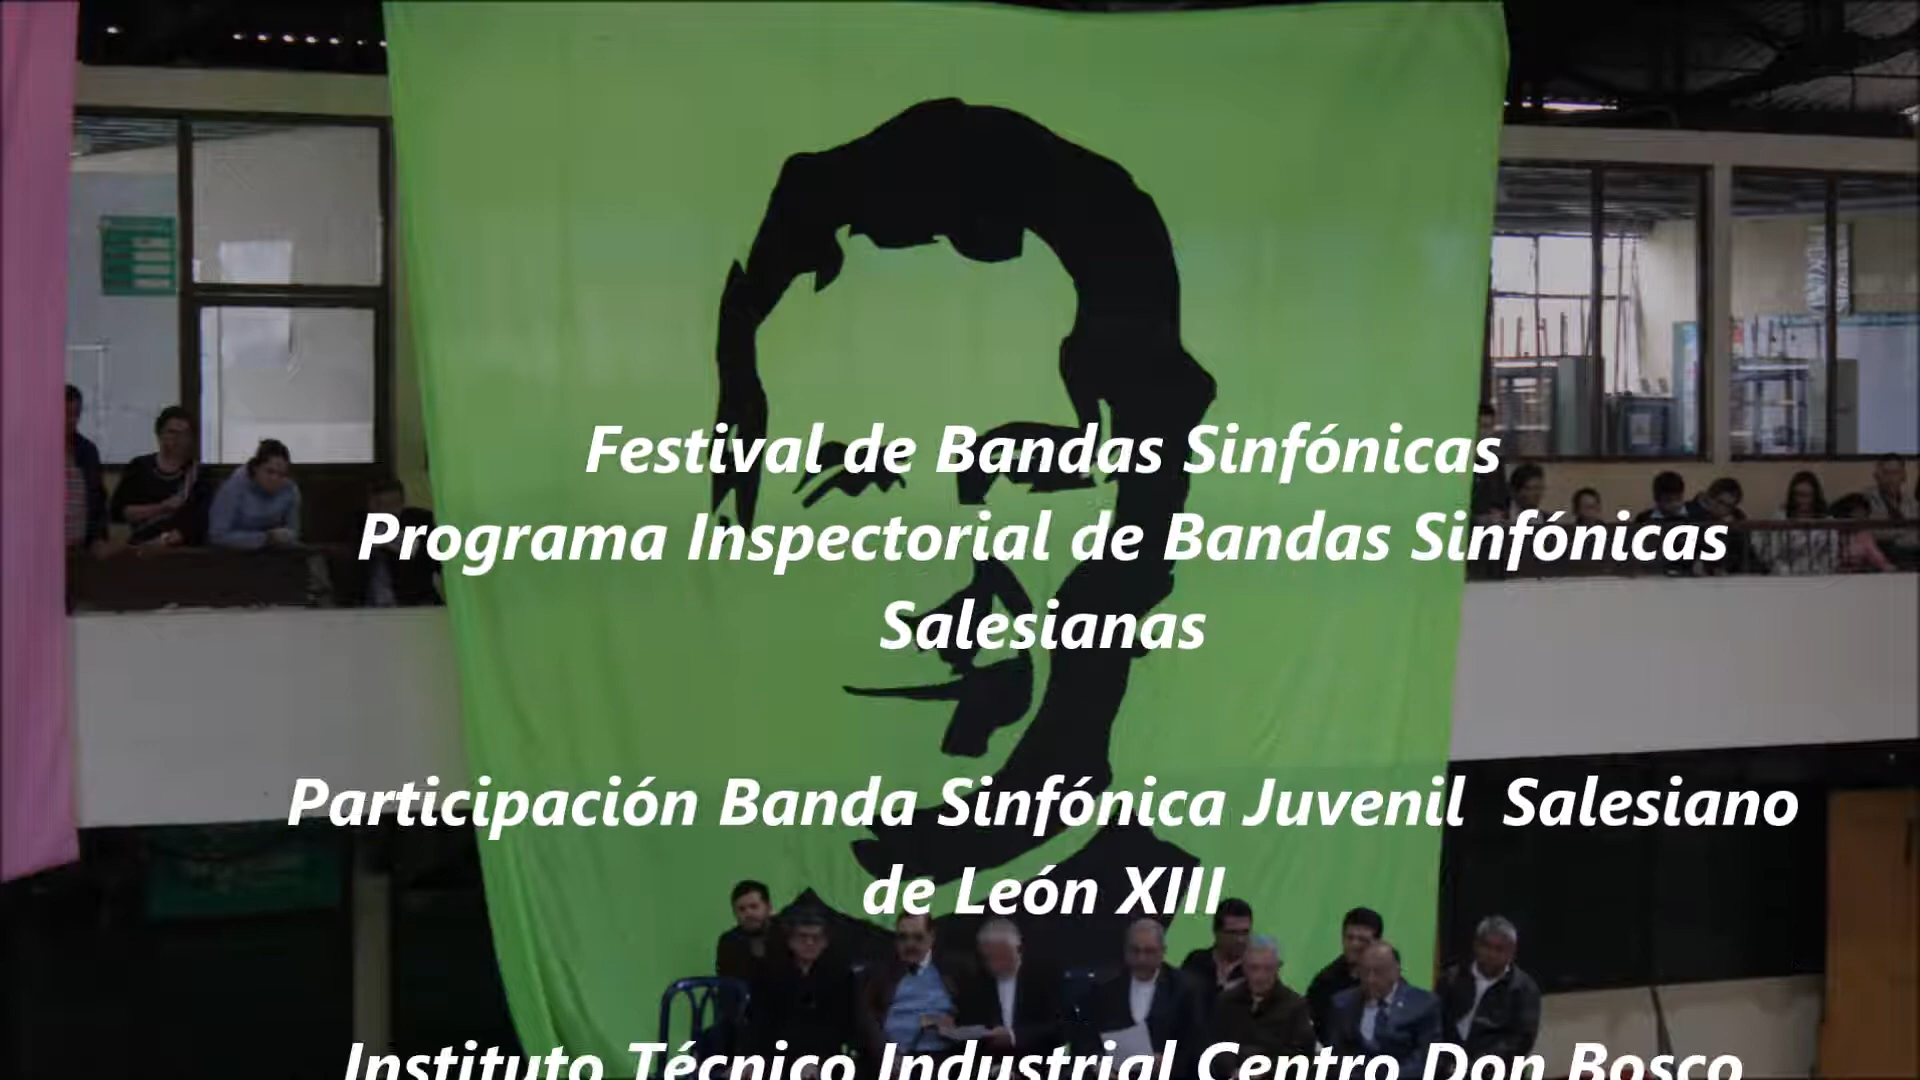 Festival de Bandas Sinfónicas
Programa Inspectorial de Bandas Sinfónicas
Salesianas
Participación Banda Sinfónica Juvenil Salesiano
de León XIII
Instituto Técnico Industrial Centro Don Bosco